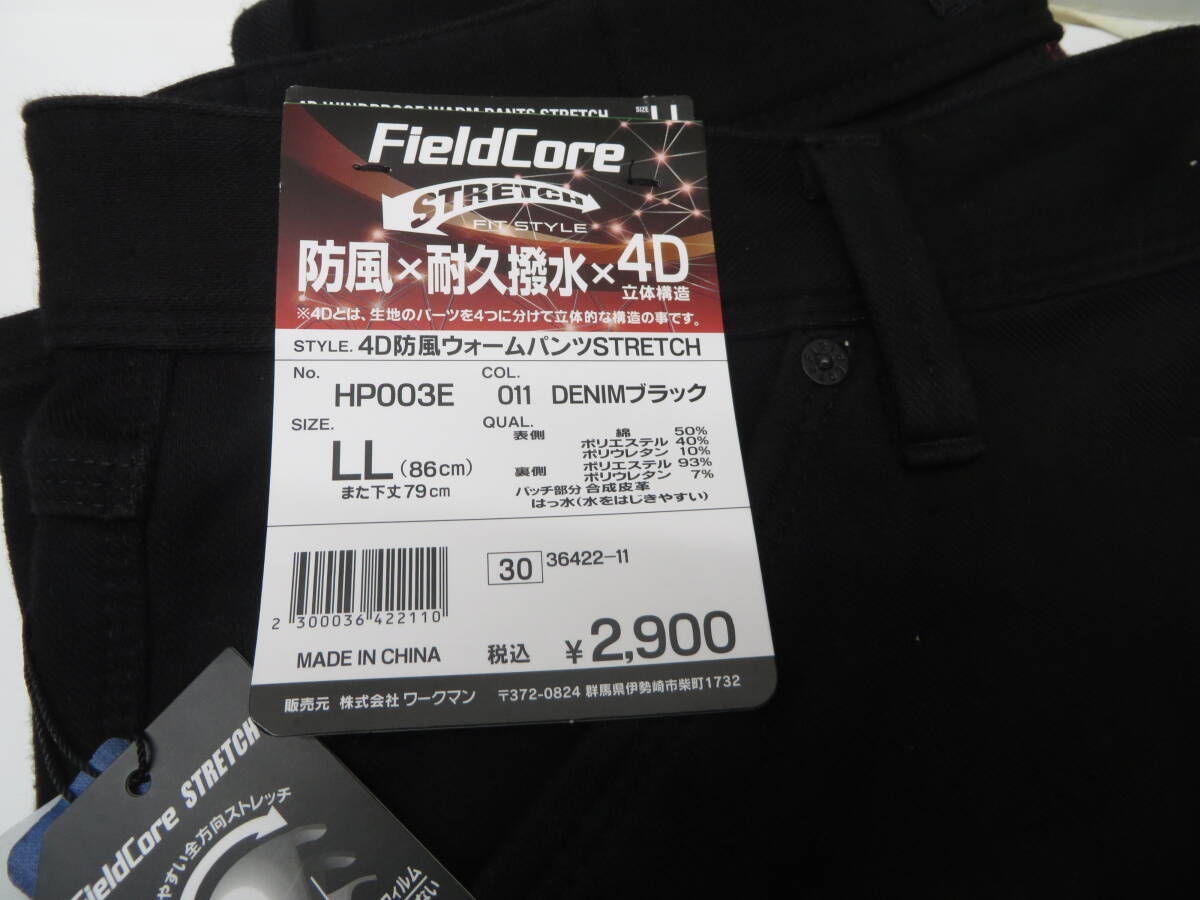 4D WINDPROOF WARM PANTS STRETCH SIZE LL
FieldCore
STRETCH
FIT STYLE
防風×耐久撥水×4D
立体構造
※4Dとは、生地のパーツを4つに分けて立体的な構造の事です。
STYLE. 4D防風ウォームパンツSTRETCH
No. HP003E
COL. 011 DENIMブラック
SIZE. LL (86cm)
また下丈79cm
QUAL.
表側 綿 50%
ポリエステル 40%
ポリウレタン 10%
裏側 ポリエステル 93%
ポリウレタン 7%
パッチ部分 合成皮革
はっ水(水をはじきやすい)
30 36422-11
2 300036 422110
MADE IN CHINA
税込 ¥2,900
販売元 株式会社 ワークマン 〒372-0824 群馬県伊勢崎市柴町1732
FieldCore STRETCH
やすい全方向ストレッチ
フィルム
ない